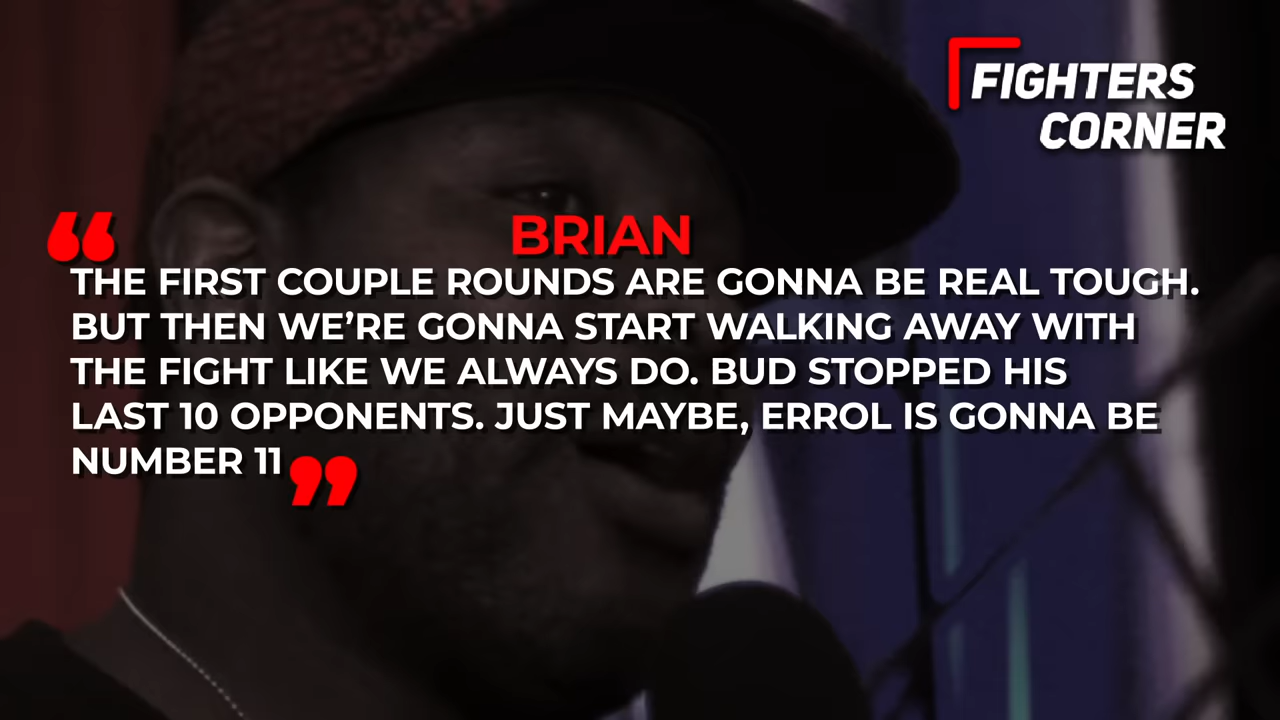 FIGHTERS
CORNER
BRIAN
“THE FIRST COUPLE ROUNDS ARE GONNA BE REAL TOUGH.
BUT THEN WE’RE GONNA START WALKING AWAY WITH
THE FIGHT LIKE WE ALWAYS DO. BUD STOPPED HIS
LAST 10 OPPONENTS. JUST MAYBE, ERROL IS GONNA BE
NUMBER 11”